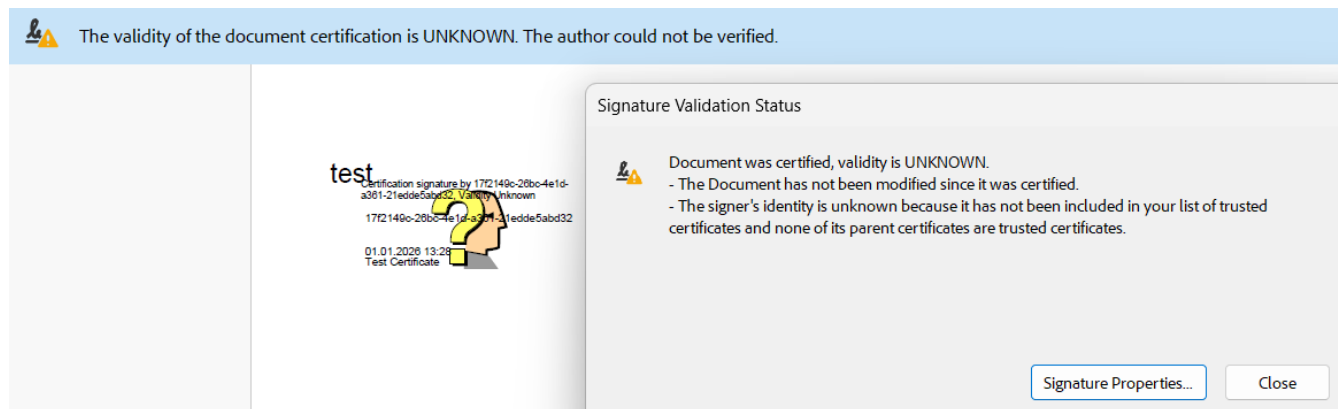 The validity of the document certification is UNKNOWN. The author could not be verified.
Signature Validation Status
Document was certified, validity is UNKNOWN.
- The Document has not been modified since it was certified.
- The signer's identity is unknown because it has not been included in your list of trusted
certificates and none of its parent certificates are trusted certificates.
test
Certification signature by 17f2149c-26bc-4e1d-
a361-21edde5abd32, Validity Unknown
17f2149c-26bc-4e1d-a361-21edde5abd32
01.01.2026 13:28
Test Certificate
Signature Properties...
Close